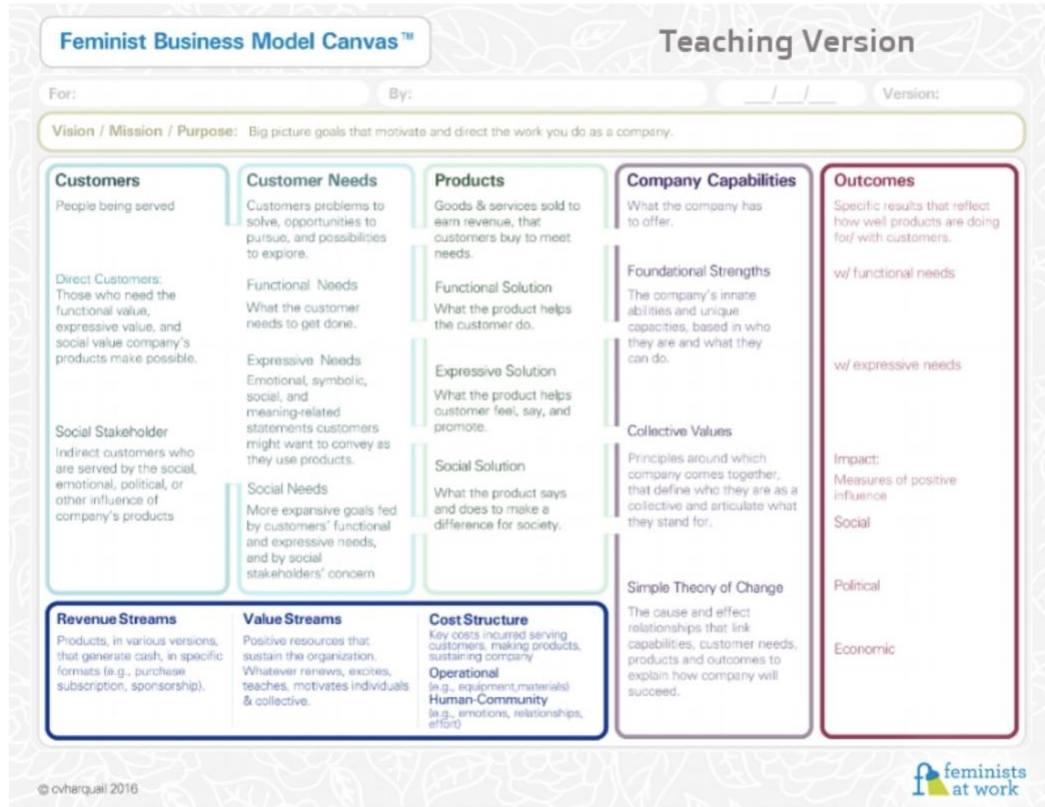 Feminist Business Model Canvas™
Teaching Version
For:
By:
__/__/__
Version:
Vision / Mission / Purpose: Big picture goals that motivate and direct the work you do as a company.
Customers
People being served
Direct Customers:
Those who need the
functional value,
expressive value, and
social value company's
products make possible.
Social Stakeholder
Indirect customers who
are served by the social,
emotional, political, or
other influence of
company's products
Customer Needs
Customers problems to
solve, opportunities to
pursue, and possibilities
to explore.
Functional Needs
What the customer
needs to get done.
Expressive Needs
Emotional, symbolic,
social, and
meaning-related
statements customers
might want to convey as
they use products.
Social Needs
More expansive goals fed
by customers' functional
and expressive needs,
and by social
stakeholders' concern
Products
Goods & services sold to
earn revenue, that
customers buy to meet
needs.
Functional Solution
What the product helps
the customer do.
Expressive Solution
What the product helps
customer feel, say, and
promote.
Social Solution
What the product says
and does to make a
difference for society.
Company Capabilities
What the company has
to offer.
Foundational Strengths
The company's innate
abilities and unique
capacities, based in who
they are and what they
can do.
Collective Values
Principles around which
company comes together,
that define who they are as a
collective and articulate what
they stand for.
Simple Theory of Change
The cause and effect
relationships that link
capabilities, customer needs,
products and outcomes to
explain how company will
succeed.
Outcomes
Specific results that reflect
how well products are doing
for/ with customers.
w/ functional needs
w/ expressive needs
Impact:
Measures of positive
influence
Social
Political
Economic
Revenue Streams
Products, in various versions,
that generate cash, in specific
formats (e.g., purchase
subscription, sponsorship).
Value Streams
Positive resources that
sustain the organization.
Whatever renews, excites,
teaches, motivates individuals
& collective.
Cost Structure
Key costs incurred serving
customers, making products,
sustaining company
Operational
(e.g., equipment,materials)
Human-Community
(e.g., emotions, relationships,
effort)
© cvharquail 2016
feminists
at work